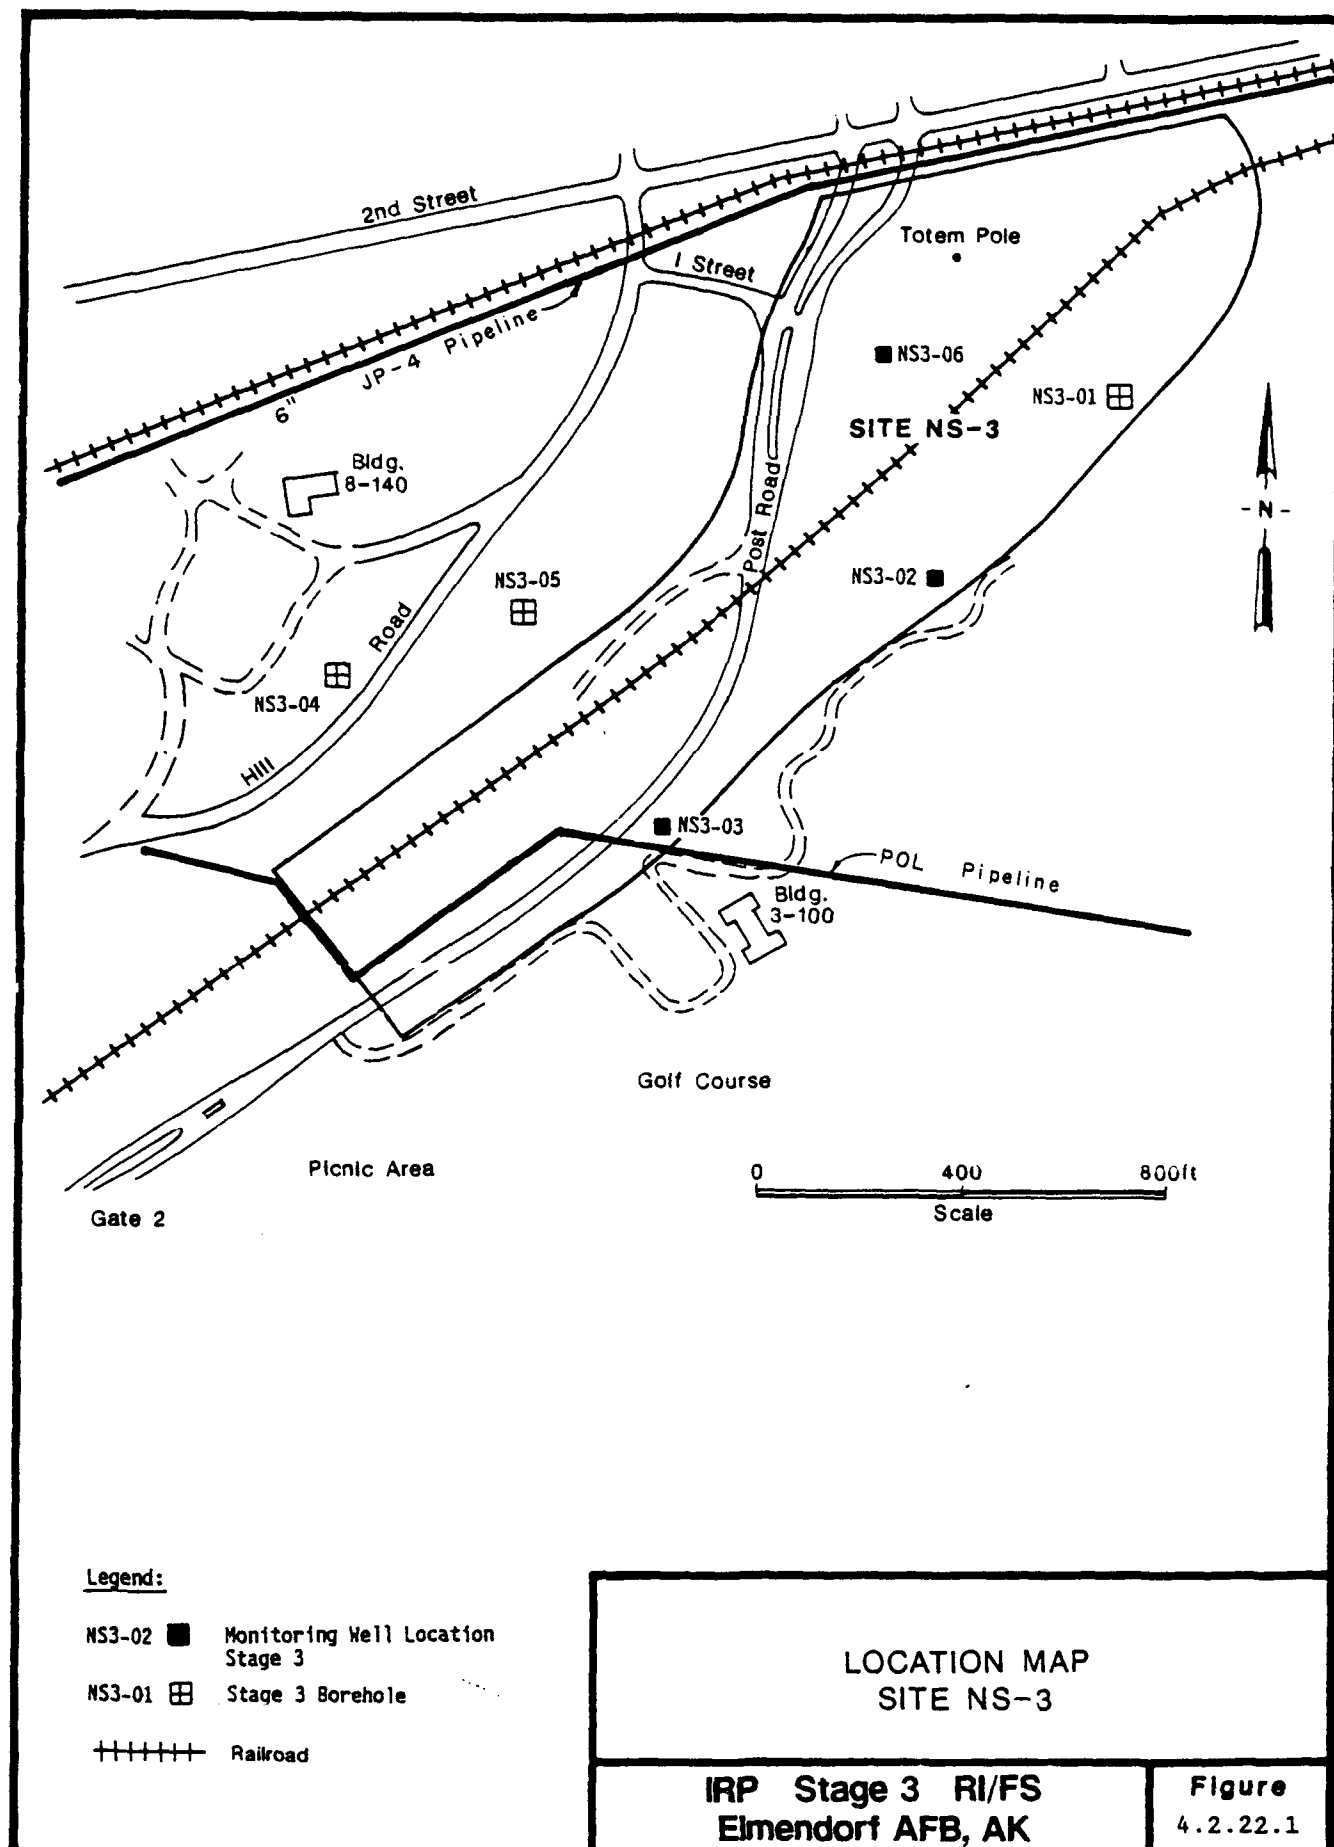 2nd Street
I Street
Totem Pole
6" JP-4 Pipeline
NS3-06
NS3-01
SITE NS-3
Bldg.
8-140
Post Road
- N -
NS3-05
NS3-02
Hill Road
NS3-04
NS3-03
POL Pipeline
Bldg.
3-100
Golf Course
Picnic Area
0 400 800ft
Scale
Gate 2
Legend:
NS3-02 Monitoring Well Location
Stage 3
NS3-01 Stage 3 Borehole
Railroad
LOCATION MAP
SITE NS-3
IRP Stage 3 RI/FS
Elmendorf AFB, AK
Figure
4.2.22.1